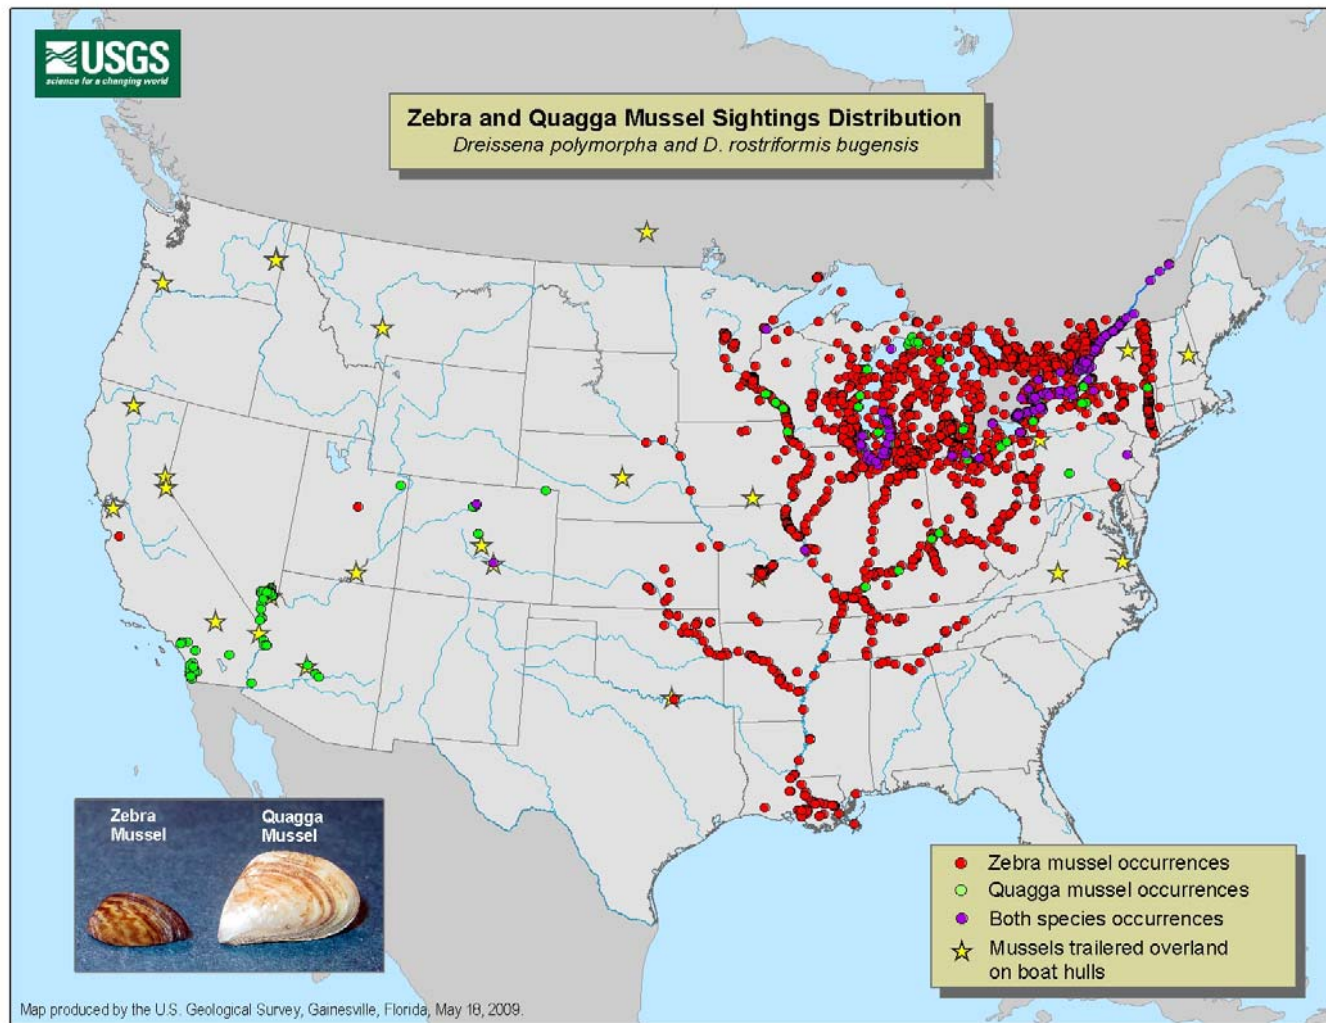 USGS
science for a changing world
Zebra and Quagga Mussel Sightings Distribution
Dreissena polymorpha and D. rostriformis bugensis
Zebra
Mussel
Quagga
Mussel
Zebra mussel occurrences
Quagga mussel occurrences
Both species occurrences
Mussels trailered overland
on boat hulls
Map produced by the U.S. Geological Survey, Gainesville, Florida, May 18, 2009.